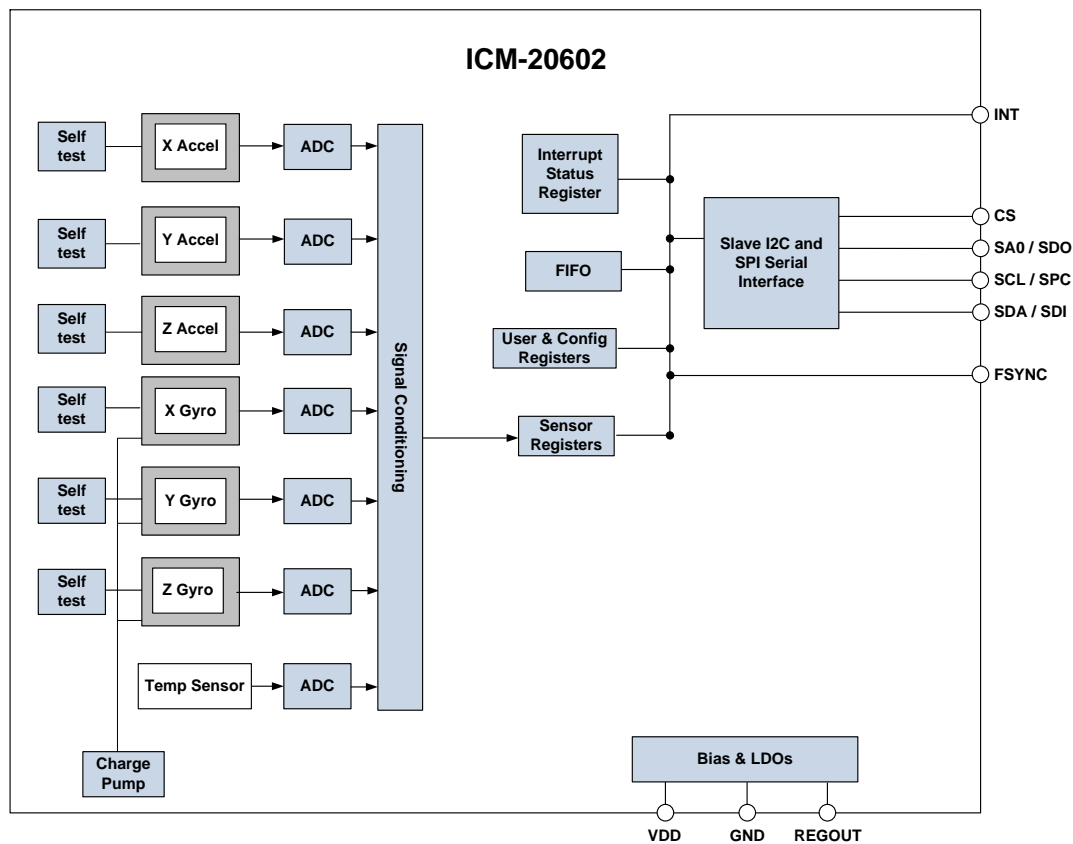 ICM-20602
Self
test
X Accel
ADC
Self
test
Y Accel
ADC
Self
test
Z Accel
ADC
Self
test
X Gyro
ADC
Self
test
Y Gyro
ADC
Self
test
Z Gyro
ADC
Temp Sensor
ADC
Charge
Pump
Signal Conditioning
Interrupt
Status
Register
FIFO
User & Config
Registers
Sensor
Registers
Slave I2C and
SPI Serial
Interface
INT
CS
SA0 / SDO
SCL / SPC
SDA / SDI
FSYNC
Bias & LDOs
VDD
GND
REGOUT